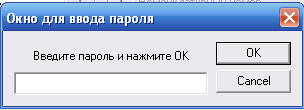 Окно для ввода пароля
Введите пароль и нажмите OK
OK
Cancel